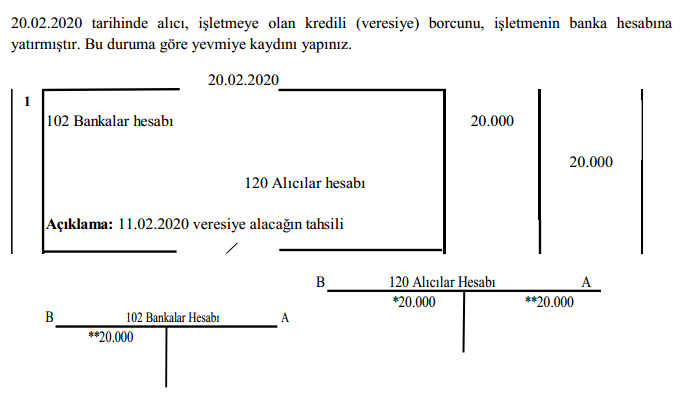 20.02.2020 tarihinde alıcı, işletmeye olan kredili (veresiye) borcunu, işletmenin banka hesabına
yatırmıştır. Bu duruma göre yevmiye kaydını yapınız.
20.02.2020
1
102 Bankalar hesabı 20.000
20.000
120 Alıcılar hesabı
Açıklama: 11.02.2020 veresiye alacağın tahsili
B 120 Alıcılar Hesabı A
*20.000 **20.000
B 102 Bankalar Hesabı A
**20.000